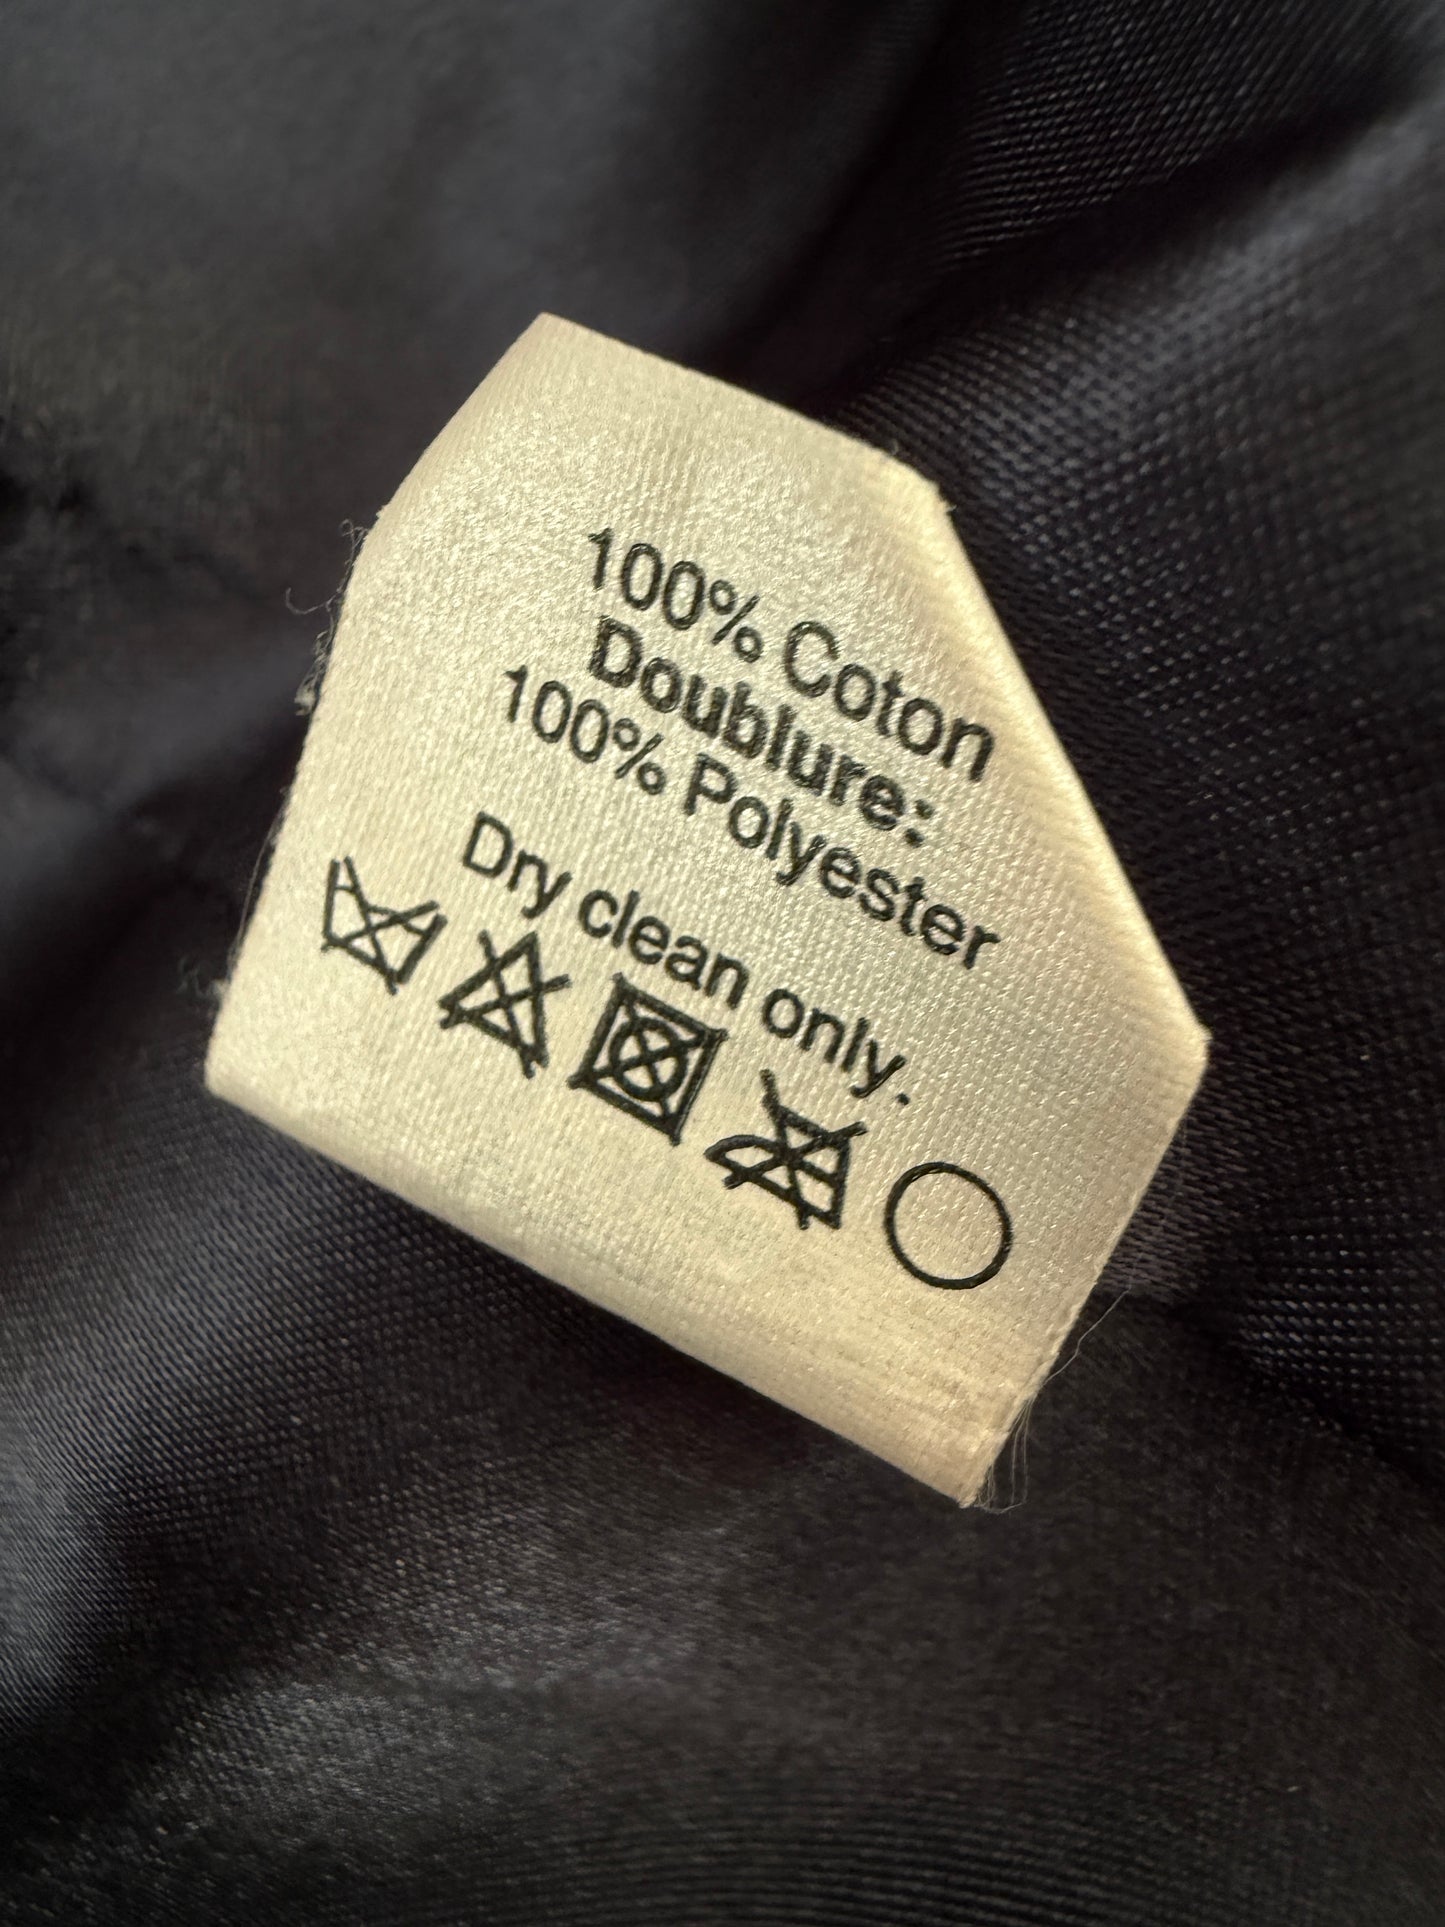 100% Coton
Doublure:
100% Polyester
Dry clean only.